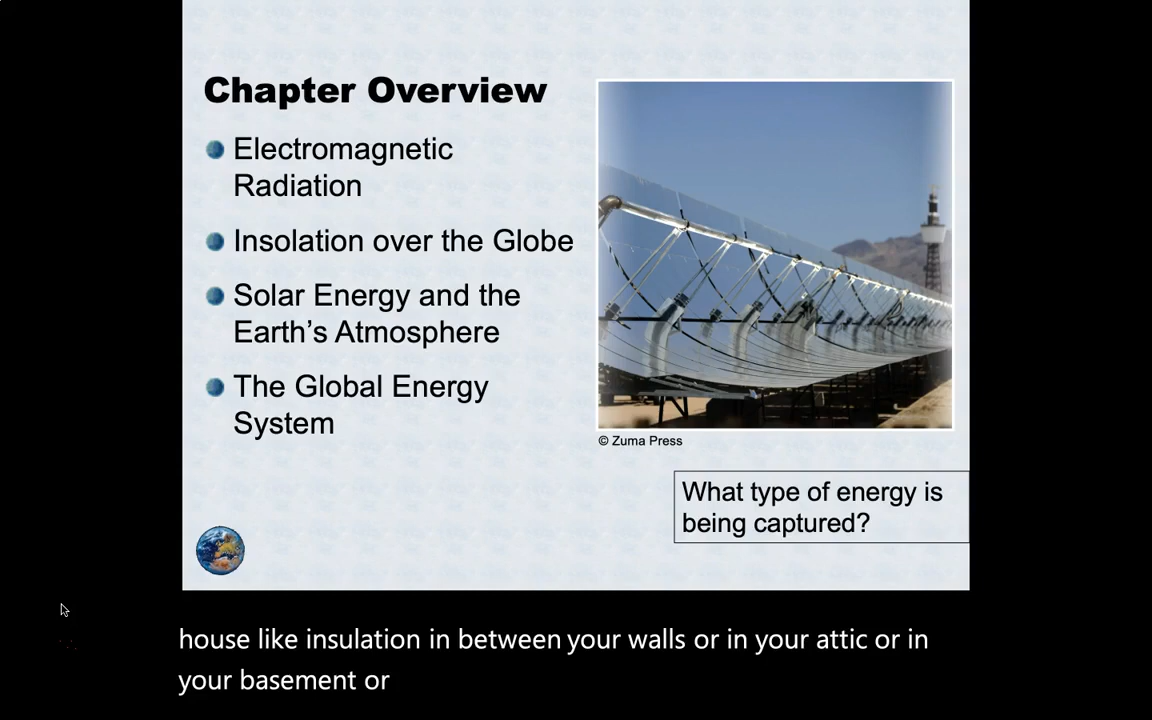 Chapter Overview
Electromagnetic
Radiation
Insolation over the Globe
Solar Energy and the
Earth's Atmosphere
The Global Energy
System
© Zuma Press
What type of energy is
being captured?
house like insulation in between your walls or in your attic or in
your basement or